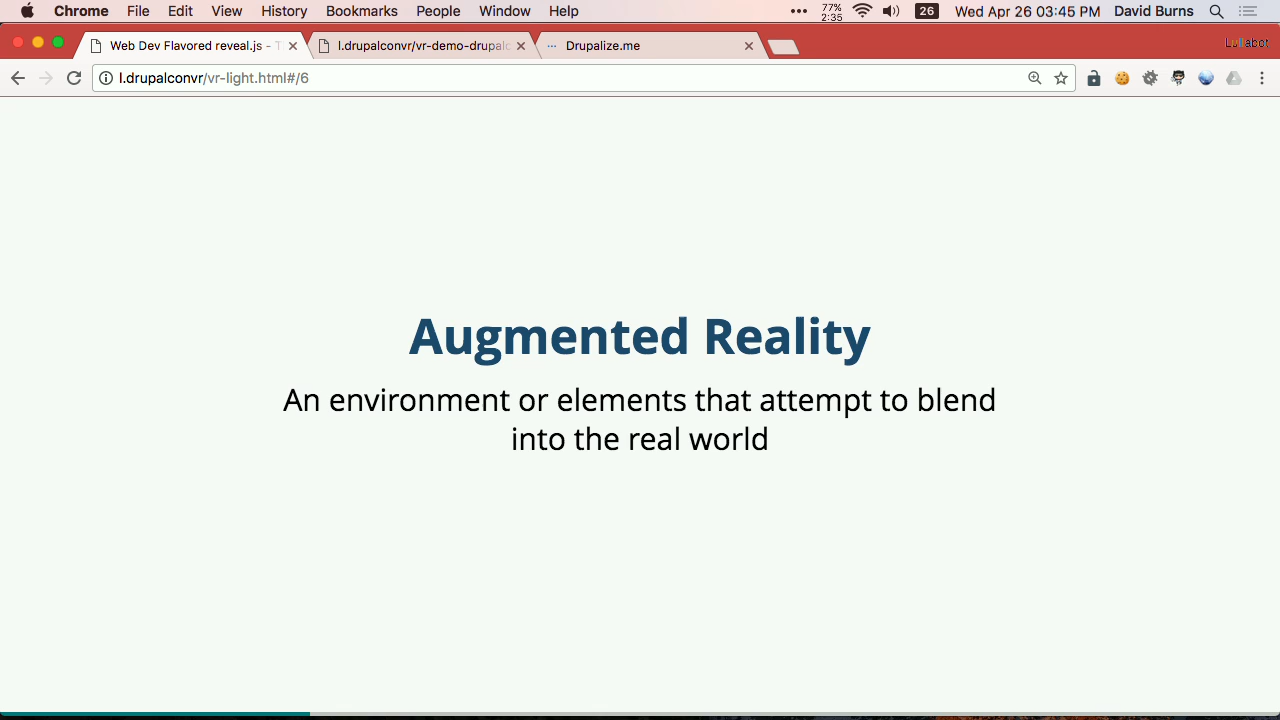 Chrome File Edit View History Bookmarks People Window Help ••• 77% 2:35 26 Wed Apr 26 03:45 PM David Burns
Web Dev Flavored reveal.js - T l.drupalconvr/vr-demo-drupalc Drupalize.me Lullabot
l.drupalconvr/vr-light.html#/6
Augmented Reality
An environment or elements that attempt to blend
into the real world